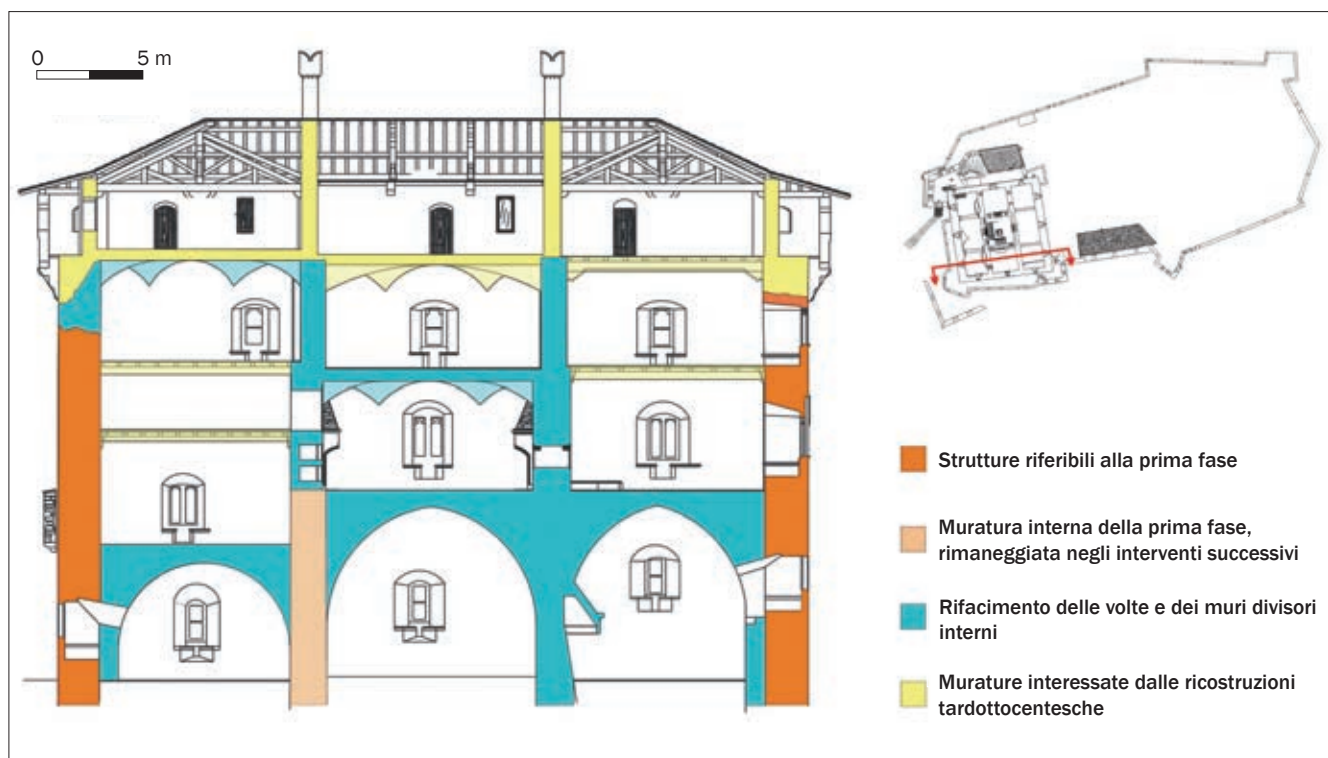 0 5 m
Strutture riferibili alla prima fase
Muratura interna della prima fase,
rimaneggiata negli interventi successivi
Rifacimento delle volte e dei muri divisori
interni
Murature interessate dalle ricostruzioni
tardottocentesche